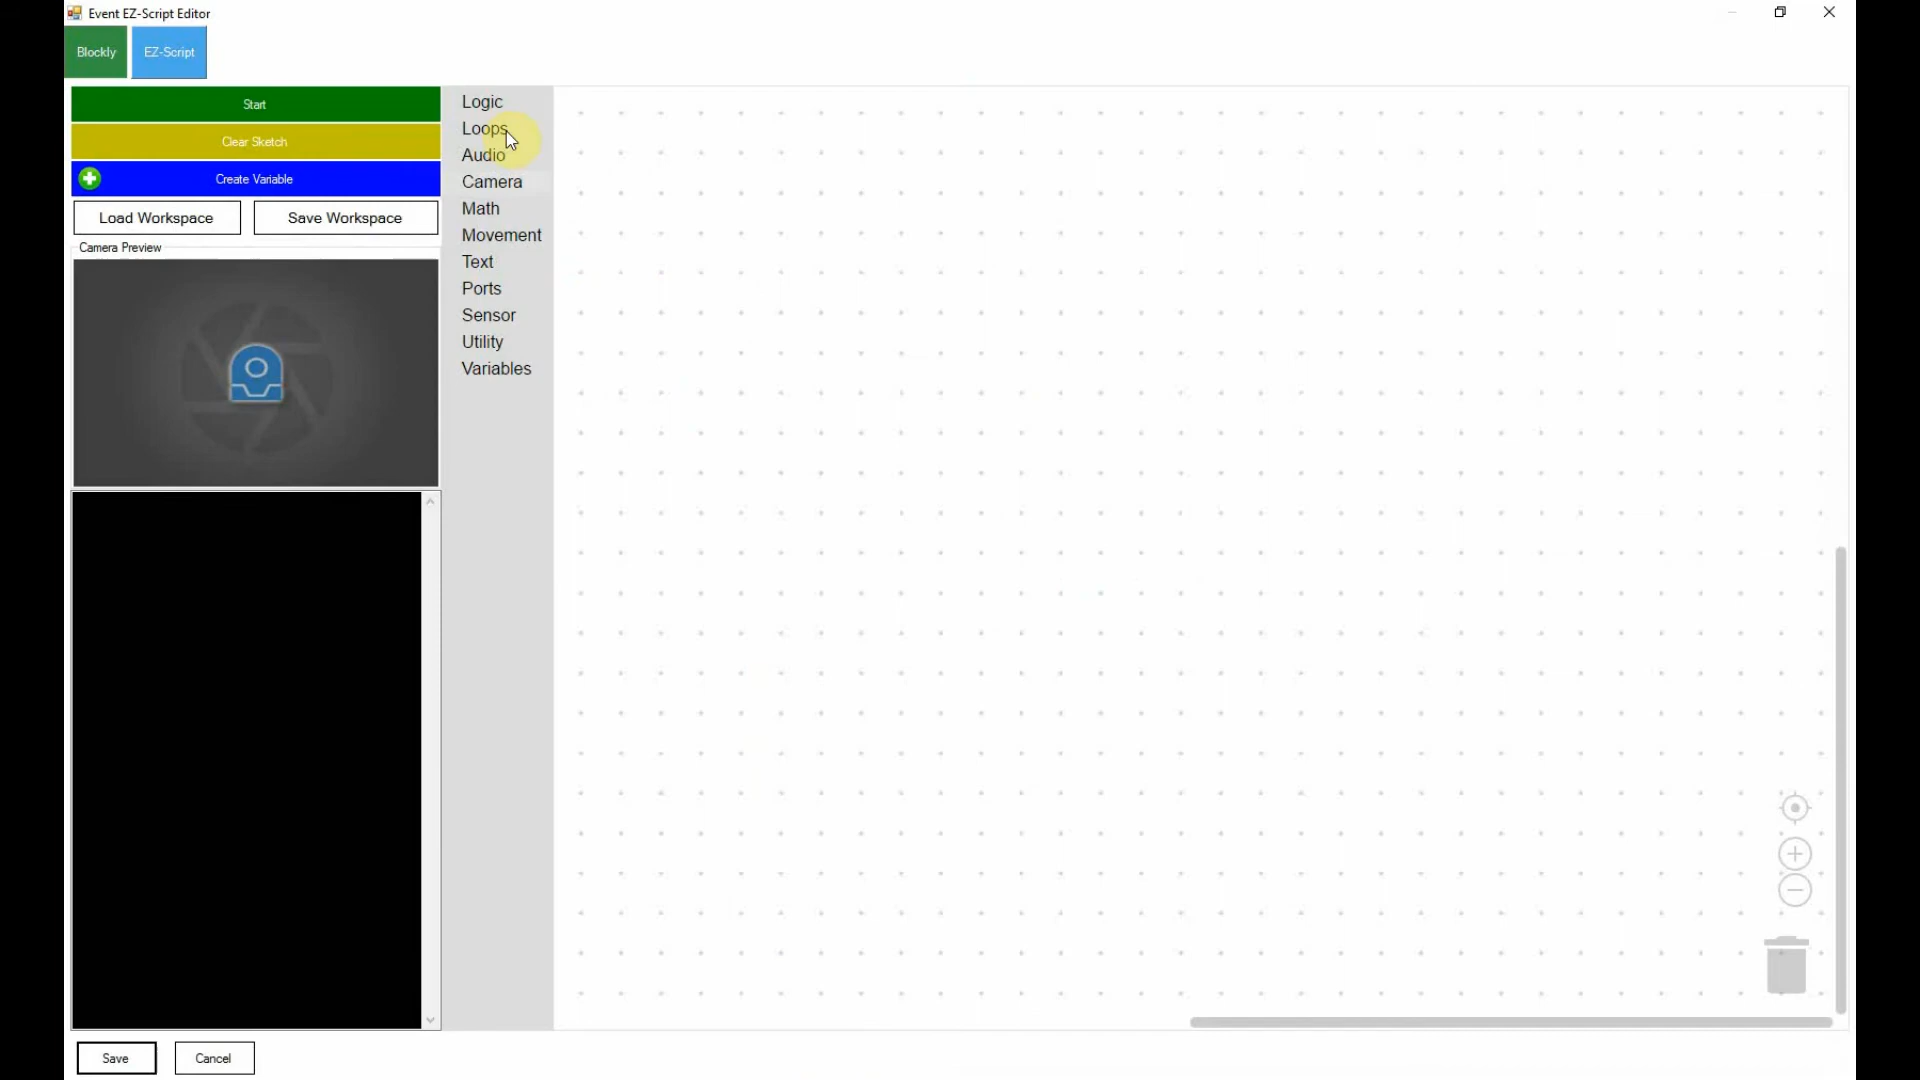 Event EZ-Script Editor
Blockly
EZ-Script
Start
Clear Sketch
Create Variable
Load Workspace
Save Workspace
Camera Preview
Logic
Loops
Audio
Camera
Math
Movement
Text
Ports
Sensor
Utility
Variables
Save
Cancel